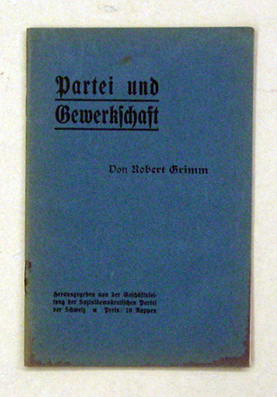 Partei und
Gewerkschaft
Von Robert Grimm
Herausgegeben von der Geschäftslei-
tung der Sozialdemokratischen Partei
der Schweiz Preis: 10 Rappen